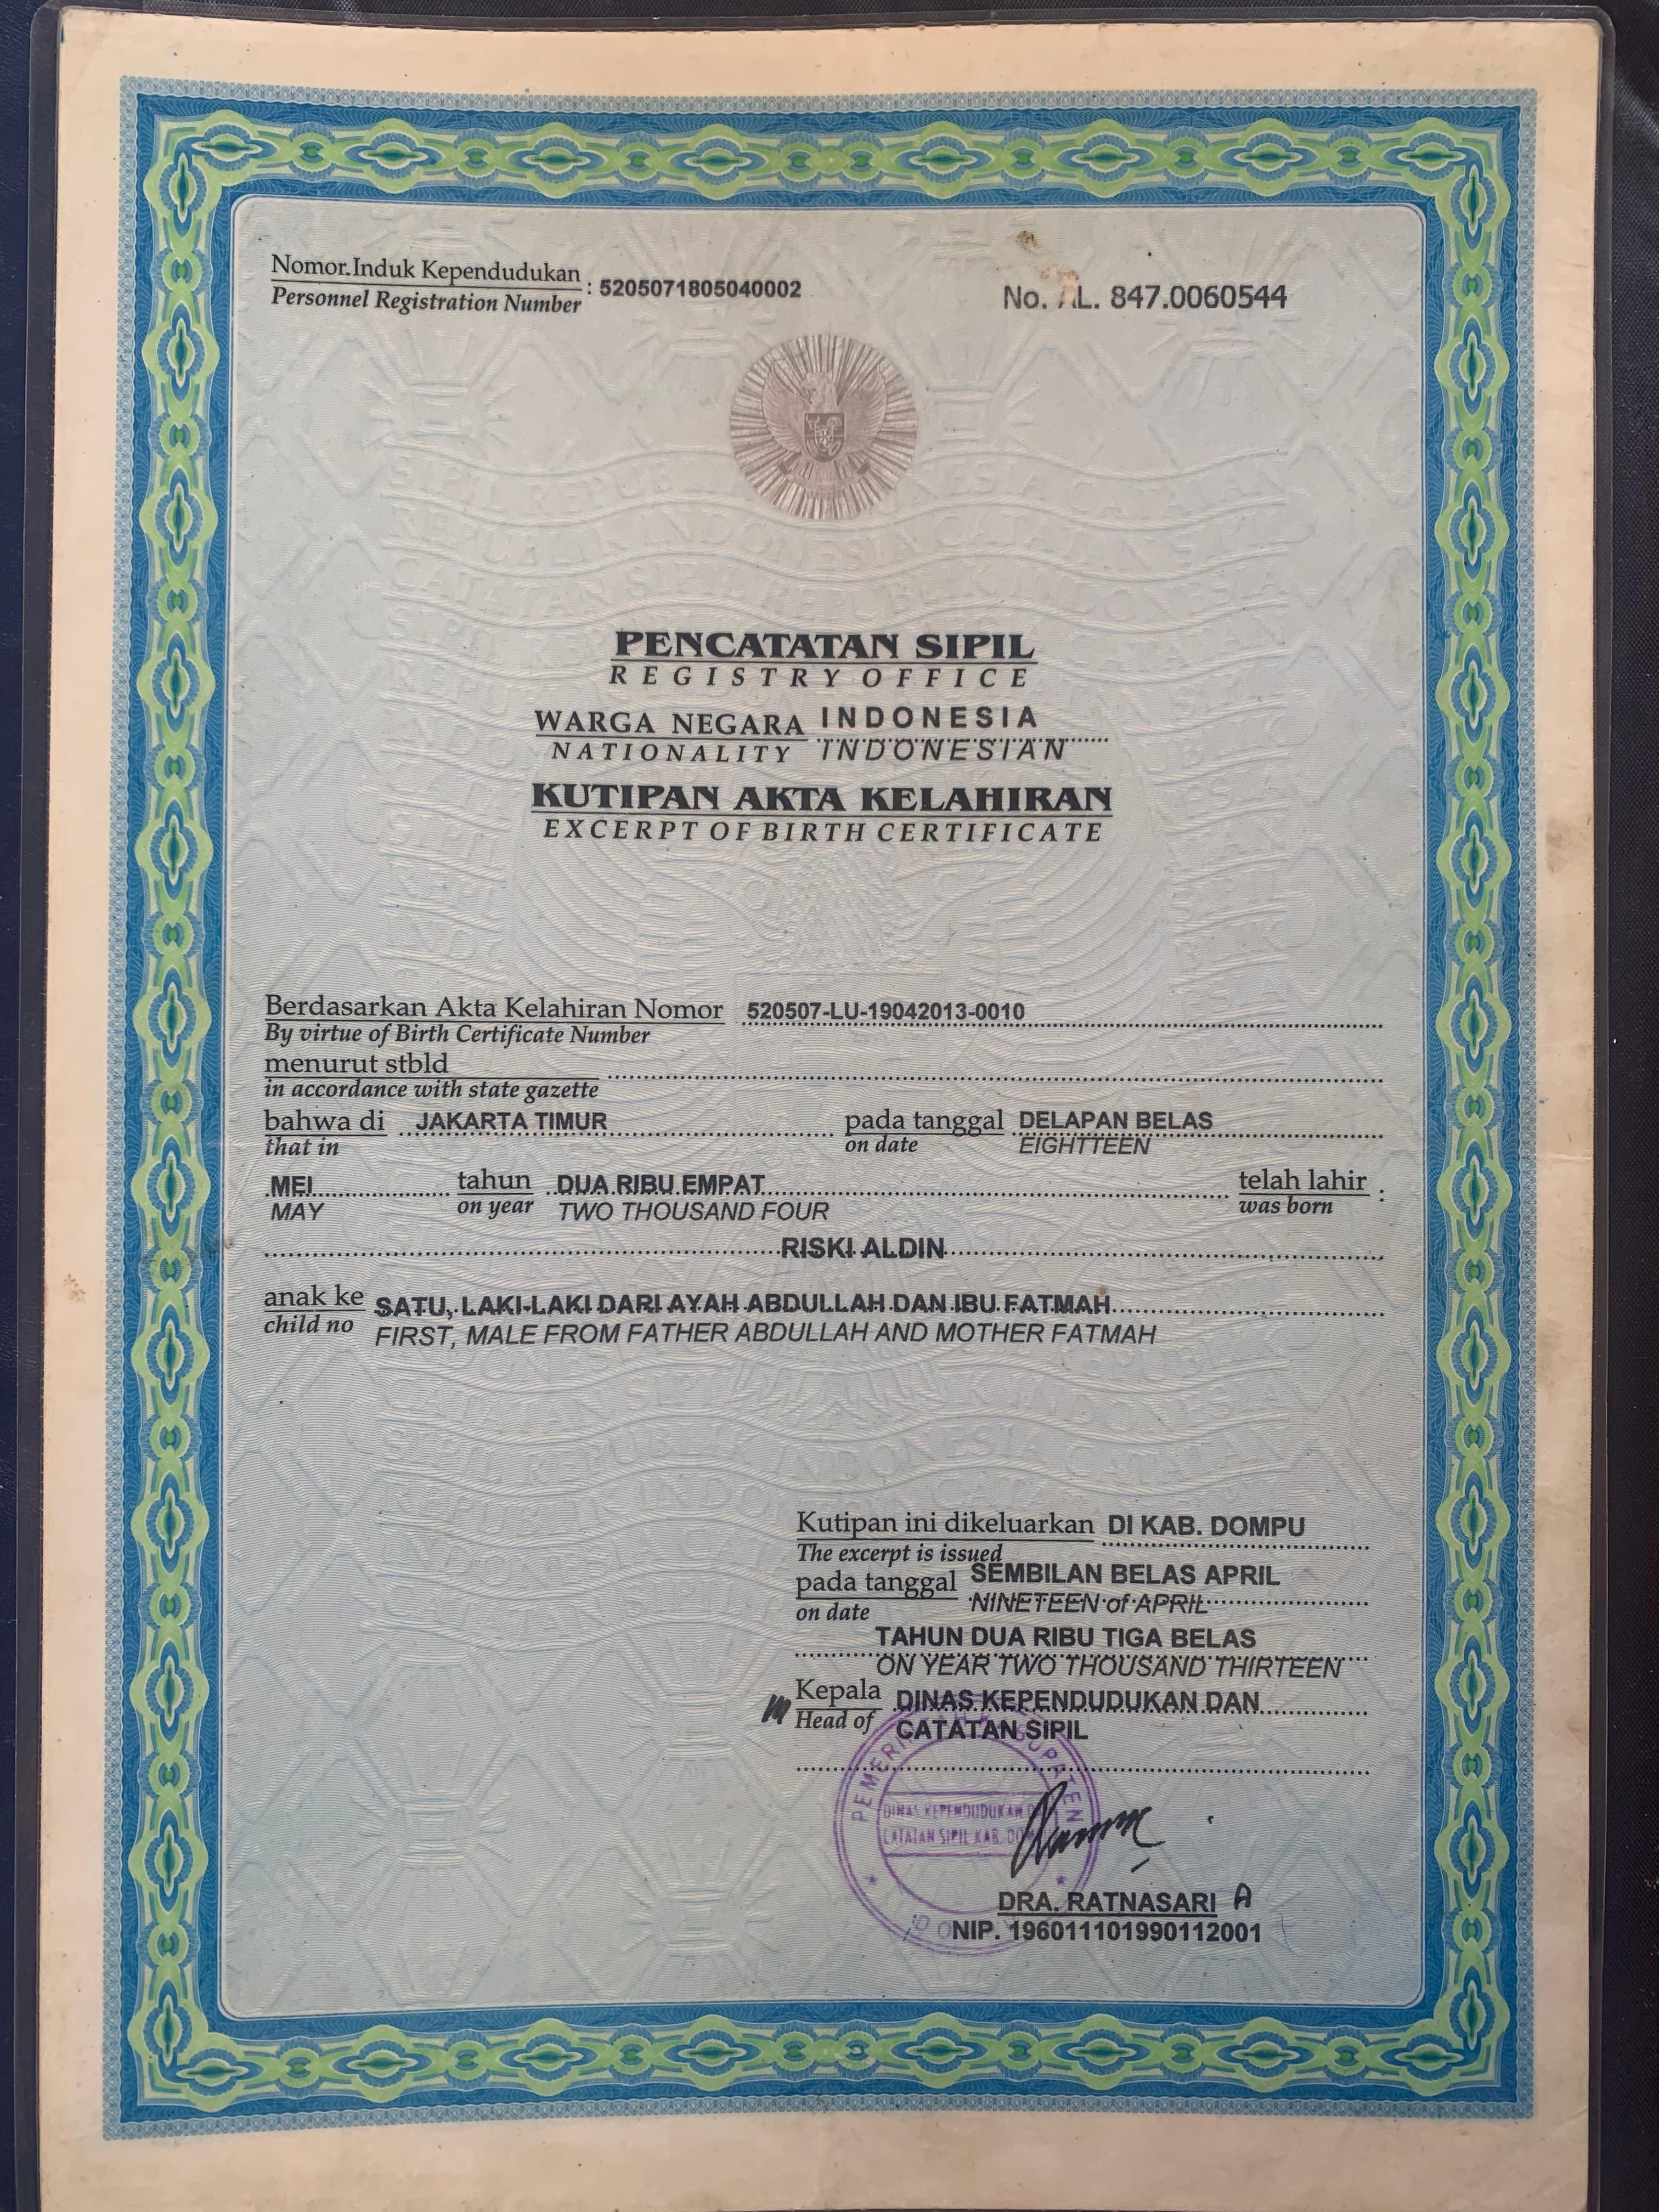 Nomor Induk Kependudukan : 5205071805040002
Personnel Registration Number
No. AL. 847.0060544
PENCATATAN SIPIL
REGISTRY OFFICE
WARGA NEGARA INDONESIA
NATIONALITY INDONESIAN
KUTIPAN AKTA KELAHIRAN
EXCERPT OF BIRTH CERTIFICATE
Berdasarkan Akta Kelahiran Nomor 520507-LU-19042013-0010
By virtue of Birth Certificate Number
menurut stbld
in accordance with state gazette
bahwa di JAKARTA TIMUR pada tanggal DELAPAN BELAS
that in on date EIGHTTEEN
MEI tahun DUA RIBU EMPAT telah lahir :
MAY on year TWO THOUSAND FOUR was born
RISKI ALDIN
anak ke SATU, LAKI-LAKI DARI AYAH ABDULLAH DAN IBU FATMAH
child no FIRST, MALE FROM FATHER ABDULLAH AND MOTHER FATMAH
Kutipan ini dikeluarkan DI KAB. DOMPU
The excerpt is issued
pada tanggal SEMBILAN BELAS APRIL
on date NINETEEN of APRIL
TAHUN DUA RIBU TIGA BELAS
ON YEAR TWO THOUSAND THIRTEEN
Kepala DINAS KEPENDUDUKAN DAN
Head of CATATAN SIPIL
DINAS KEPENDUDUKAN
CATATAN SIPIL KAB.
DRA. RATNASARI A
NIP. 196011101990112001